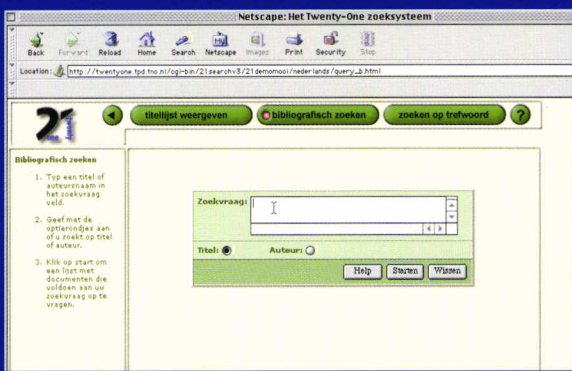 Netscape: Het Twenty-One zoeksysteem
Back Forward Reload Home Search Netscape Images Print Security Stop
Location: http://twentyone.tpd.tno.nl/cgi-bin/21searchv3/21demomooi/nederlands/query_b.html
21
titellijst weergeven bibliografisch zoeken zoeken op trefwoord ?
Bibliografisch zoeken
1. Typ een titel of
auteursnaam in
het zoekvraag
veld.
2. Geef met de
optierondjes aan
of u zoekt op titel
of auteur.
3. Klik op start om
een lijst met
documenten die
voldoen aan uw
zoekvraag op te
vragen.
Zoekvraag:
Titel: Auteur:
Help Starten Wissen